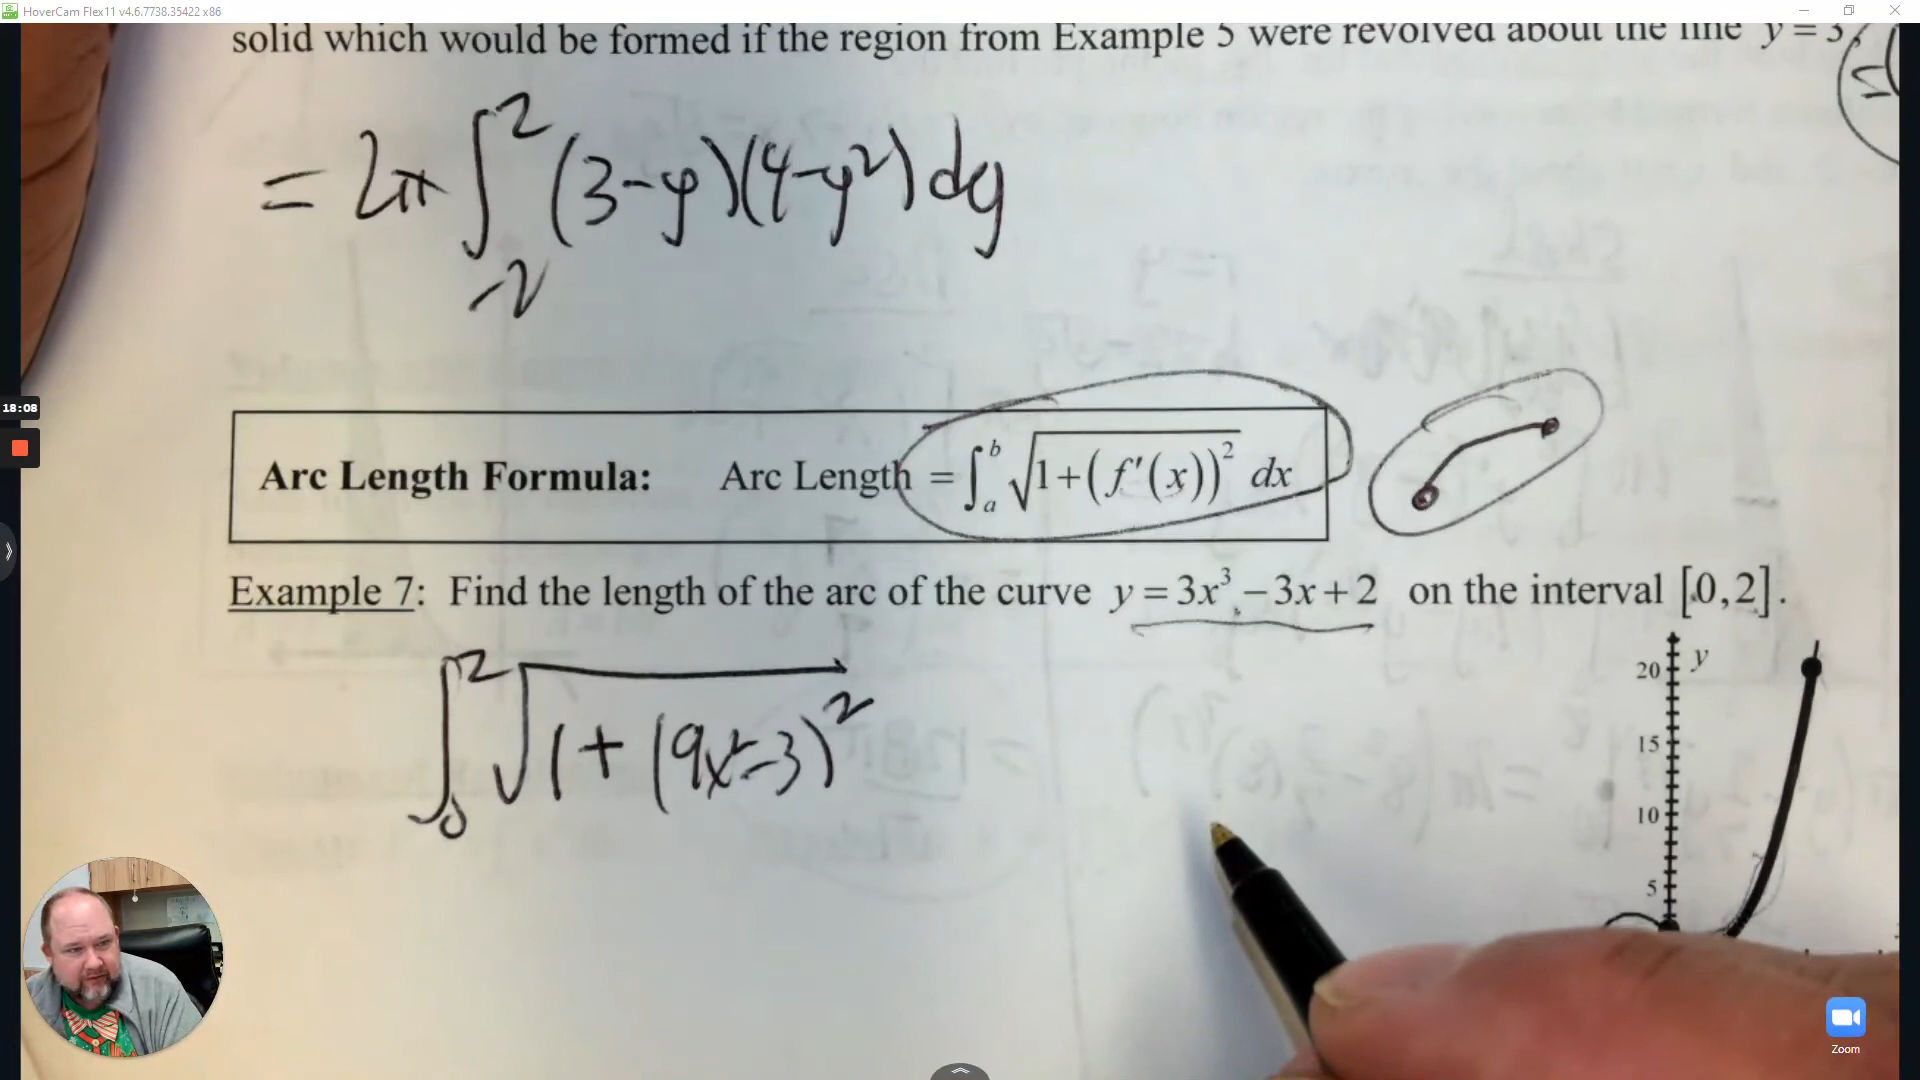 HoverCam Flex11 v4.6.7738.35422 x86
solid which would be formed if the region from Example 5 were revolved about the line y = 3
= 2π ∫_{-2}^{2} (3-y)(4-y²) dy
18:08
Arc Length Formula: Arc Length = ∫_a^b √(1+(f'(x))²) dx
Example 7: Find the length of the arc of the curve y = 3x³ – 3x + 2 on the interval [0,2].
∫_0^2 √(1 + (9x²-3)²)
20 y
15
10
5
Zoom